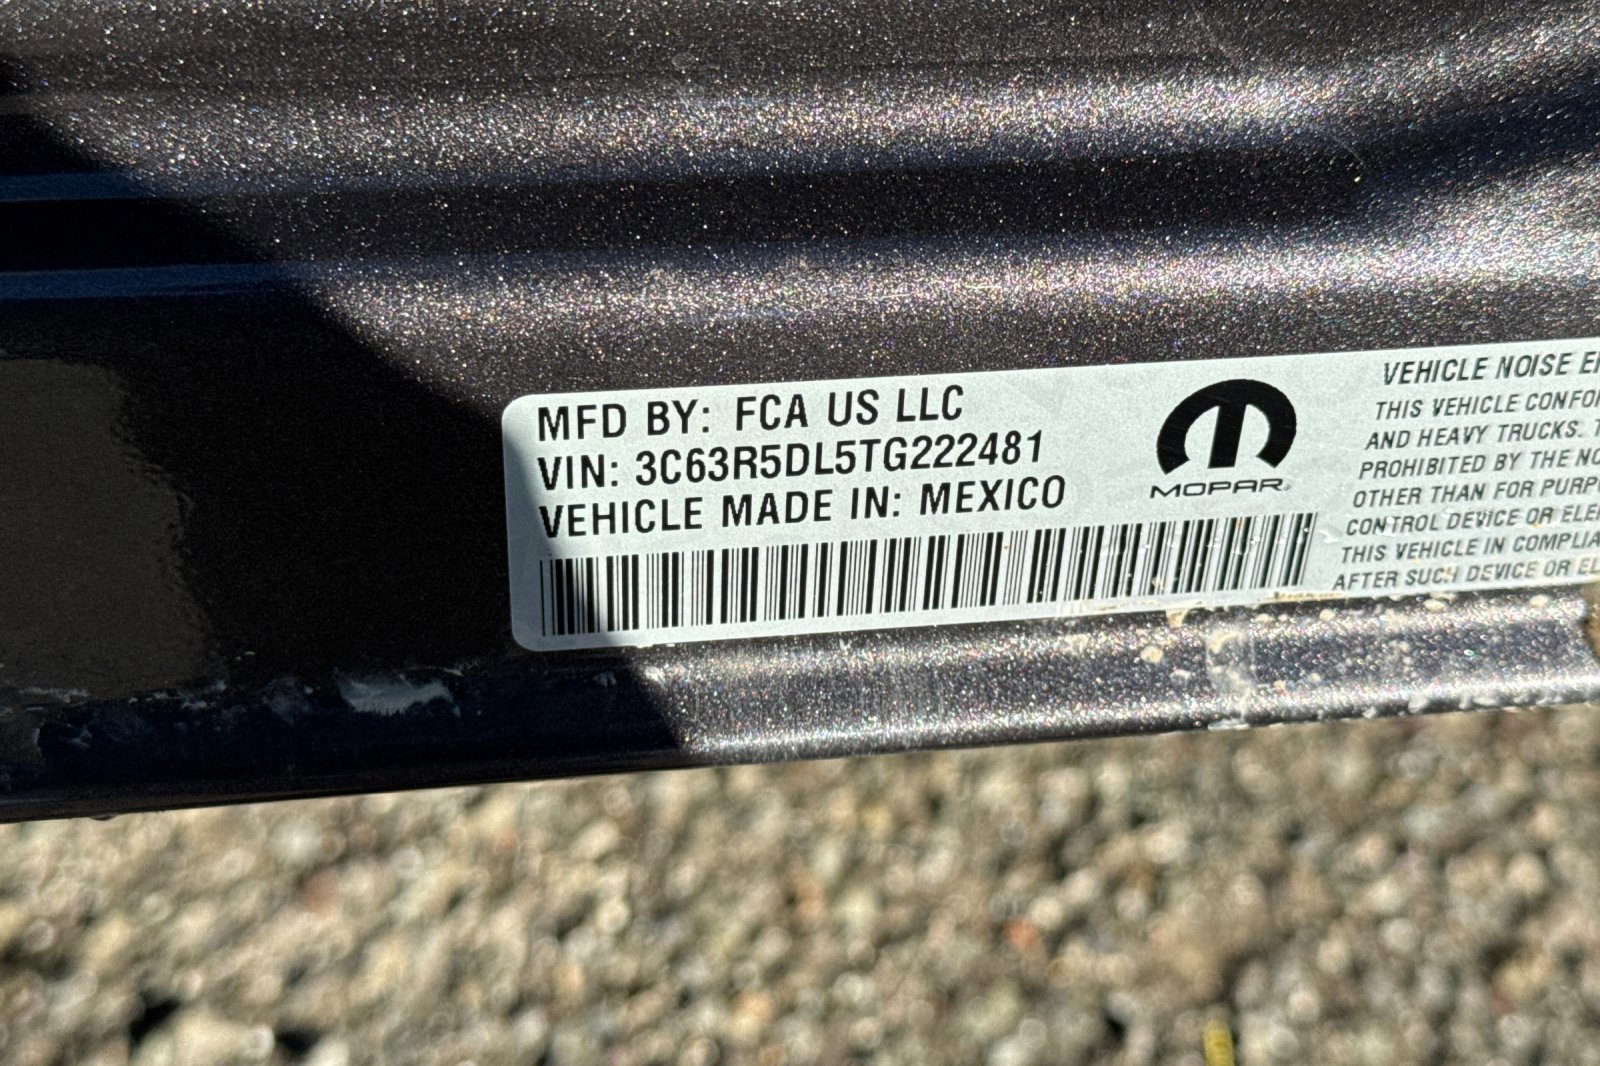 MFD BY: FCA US LLC
VIN: 3C63R5DL5TG222481
VEHICLE MADE IN: MEXICO
MOPAR®
VEHICLE NOISE
THIS VEHICLE
AND HEAVY TRUCKS.
PROHIBITED BY THE
OTHER THAN FOR
CONTROL DEVICE OR
THIS VEHICLE IN
AFTER SUCH DEVICE OR